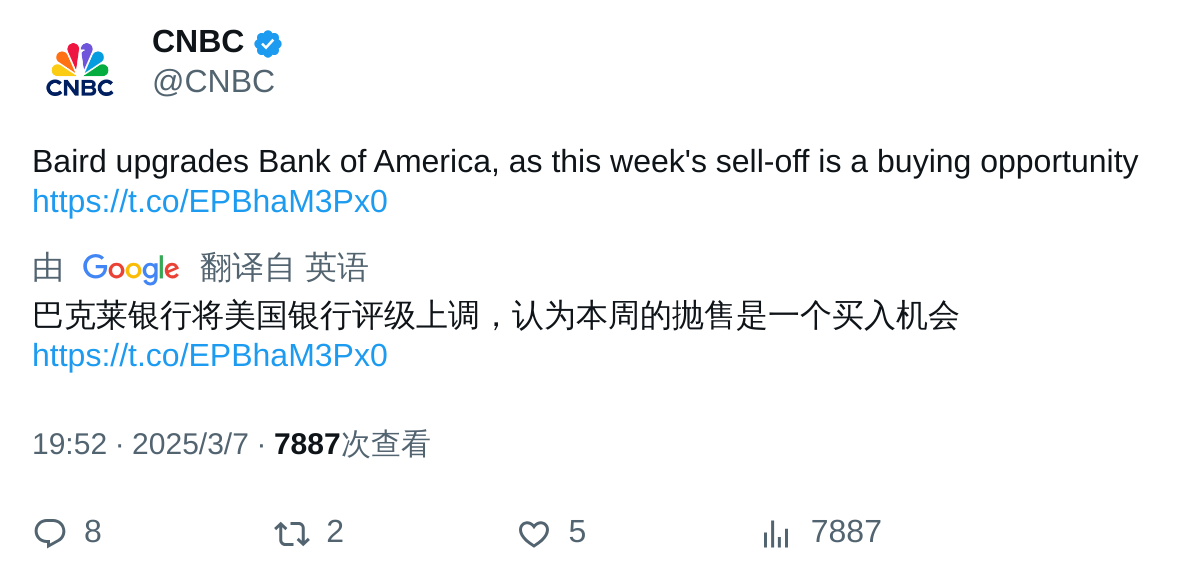 CNBC
CNBC
@CNBC
Baird upgrades Bank of America, as this week's sell-off is a buying opportunity
https://t.co/EPBhaM3Px0
由 Google 翻译自 英语
巴克莱银行将美国银行评级上调，认为本周的抛售是一个买入机会
https://t.co/EPBhaM3Px0
19:52 · 2025/3/7 · 7887次查看
8 2 5 7887